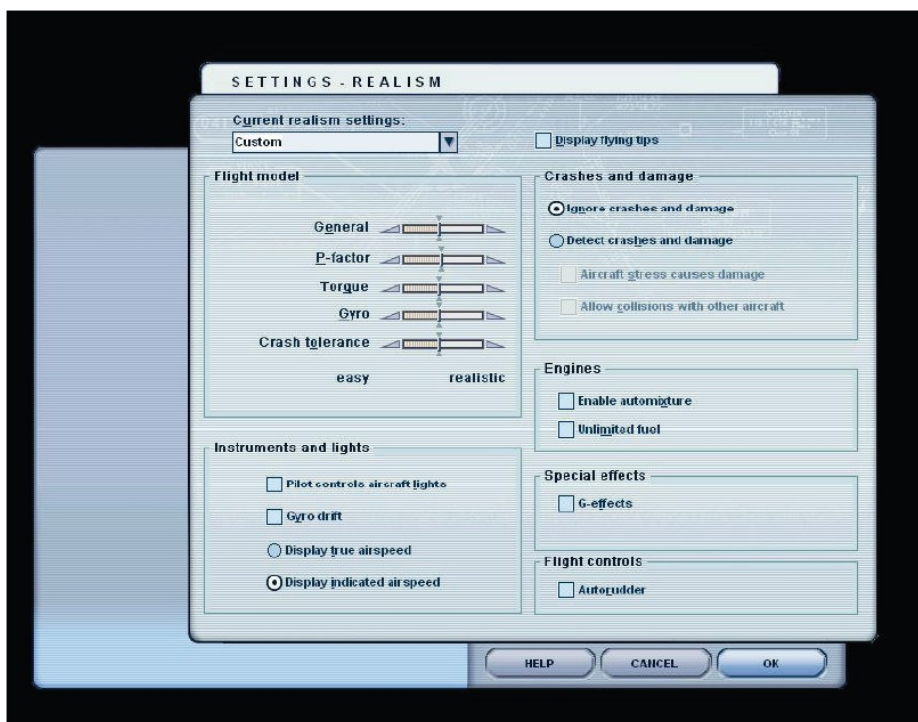 SETTINGS - REALISM
Current realism settings:
Custom
Display flying tips
Flight model
General
P-factor
Torque
Gyro
Crash tolerance
easy realistic
Instruments and lights
Pilot controls aircraft lights
Gyro drift
Display true airspeed
Display indicated airspeed
Crashes and damage
Ignore crashes and damage
Detect crashes and damage
Aircraft stress causes damage
Allow collisions with other aircraft
Engines
Enable automixture
Unlimited fuel
Special effects
G-effects
Flight controls
Autorudder
HELP CANCEL OK